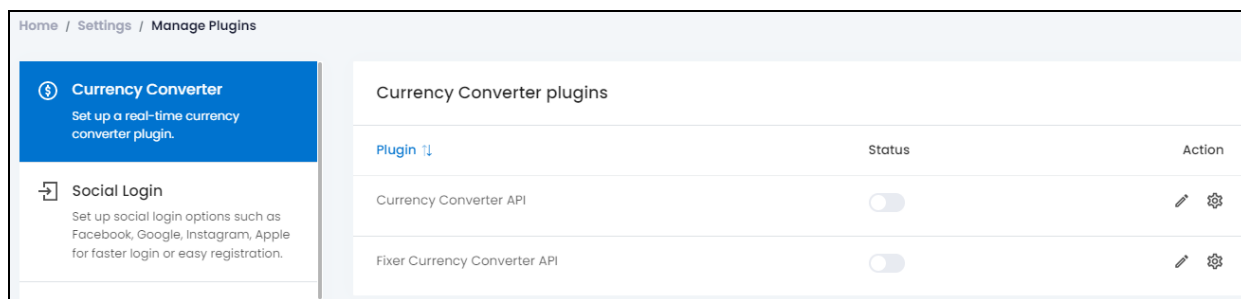 Home / Settings / Manage Plugins
Currency Converter
Set up a real-time currency
converter plugin.
Social Login
Set up social login options such as
Facebook, Google, Instagram, Apple
for faster login or easy registration.
Currency Converter plugins
Plugin Status Action
Currency Converter API
Fixer Currency Converter API